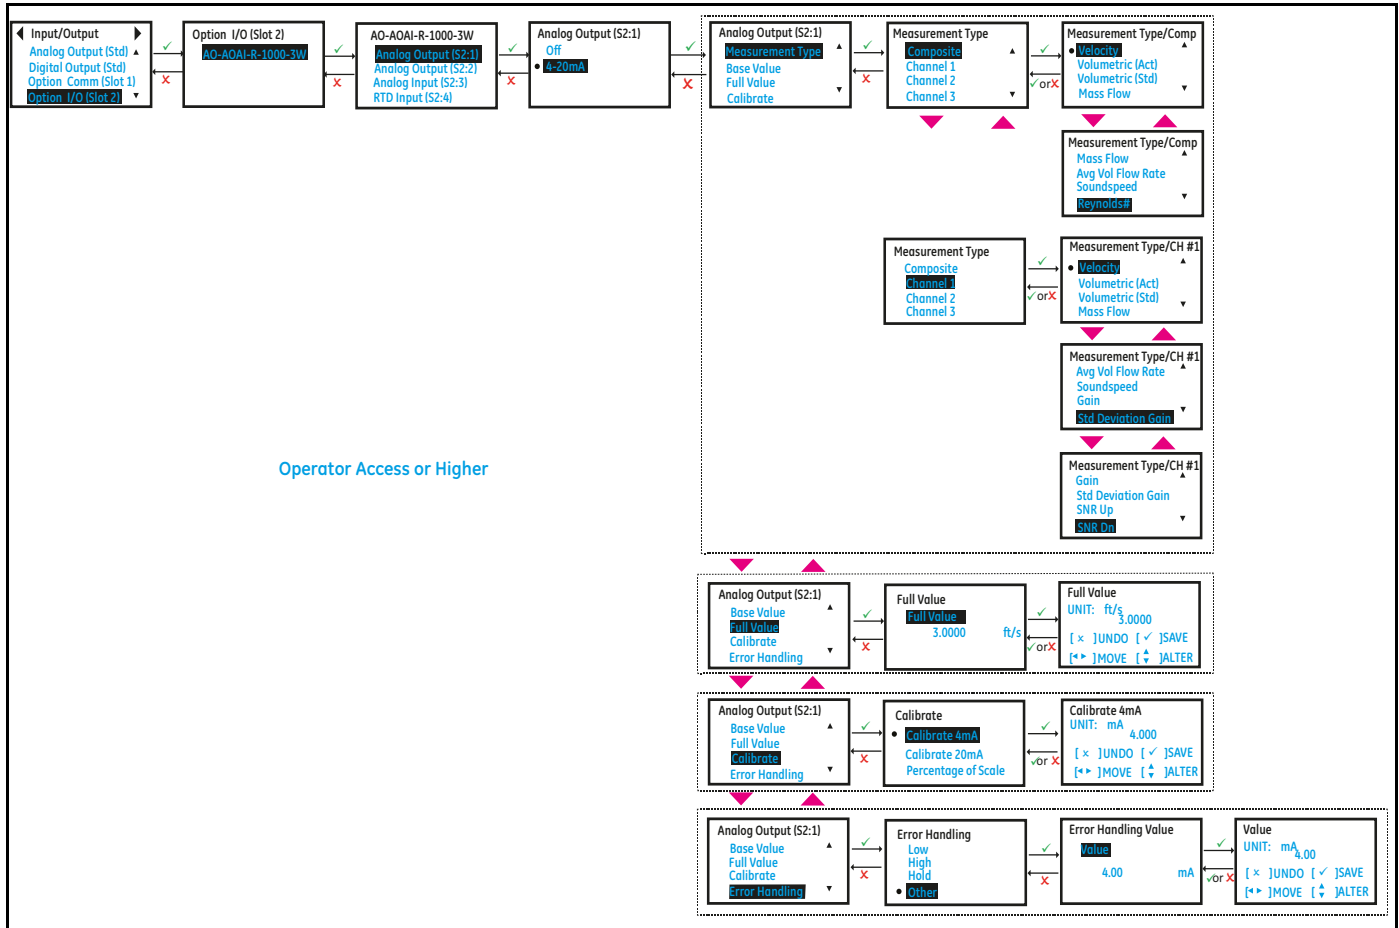 Input/Output
Analog Output (Std)
Digital Output (Std)
Option Comm (Slot 1)
Option I/O (Slot 2)
Option I/O (Slot 2)
AO-AOAI-R-1000-3W
AO-AOAI-R-1000-3W
Analog Output (S2:1)
Analog Output (S2:2)
Analog Input (S2:3)
RTD Input (S2:4)
Analog Output (S2:1)
Off
4-20mA
Analog Output (S2:1)
Measurement Type
Base Value
Full Value
Calibrate
Measurement Type
Composite
Channel 1
Channel 2
Channel 3
✓orX
Measurement Type/Comp
Velocity
Volumetric (Act)
Volumetric (Std)
Mass Flow
Measurement Type/Comp
Mass Flow
Avg Vol Flow Rate
Soundspeed
Reynolds#
Measurement Type
Composite
Channel 1
Channel 2
Channel 3
✓orX
Measurement Type/CH #1
Velocity
Volumetric (Act)
Volumetric (Std)
Mass Flow
Measurement Type/CH #1
Avg Vol Flow Rate
Soundspeed
Gain
Std Deviation Gain
Measurement Type/CH #1
Gain
Std Deviation Gain
SNR Up
SNR Dn
Operator Access or Higher
Analog Output (S2:1)
Base Value
Full Value
Calibrate
Error Handling
Full Value
Full Value
3.0000 ft/s
✓orX
Full Value
UNIT: ft/s
3.0000
[ x ]UNDO [ ✓ ]SAVE
[◄►]MOVE [▲▼]ALTER
Analog Output (S2:1)
Base Value
Full Value
Calibrate
Error Handling
Calibrate
Calibrate 4mA
Calibrate 20mA
Percentage of Scale
✓or X
Calibrate 4mA
UNIT: mA
4.000
[ x ]UNDO [ ✓ ]SAVE
[◄►]MOVE [▲▼]ALTER
Analog Output (S2:1)
Base Value
Full Value
Calibrate
Error Handling
Error Handling
Low
High
Hold
Other
Error Handling Value
Value
4.00 mA
✓or X
Value
UNIT: mA
4.00
[ x ]UNDO [ ✓ ]SAVE
[◄►]MOVE [▲▼]ALTER